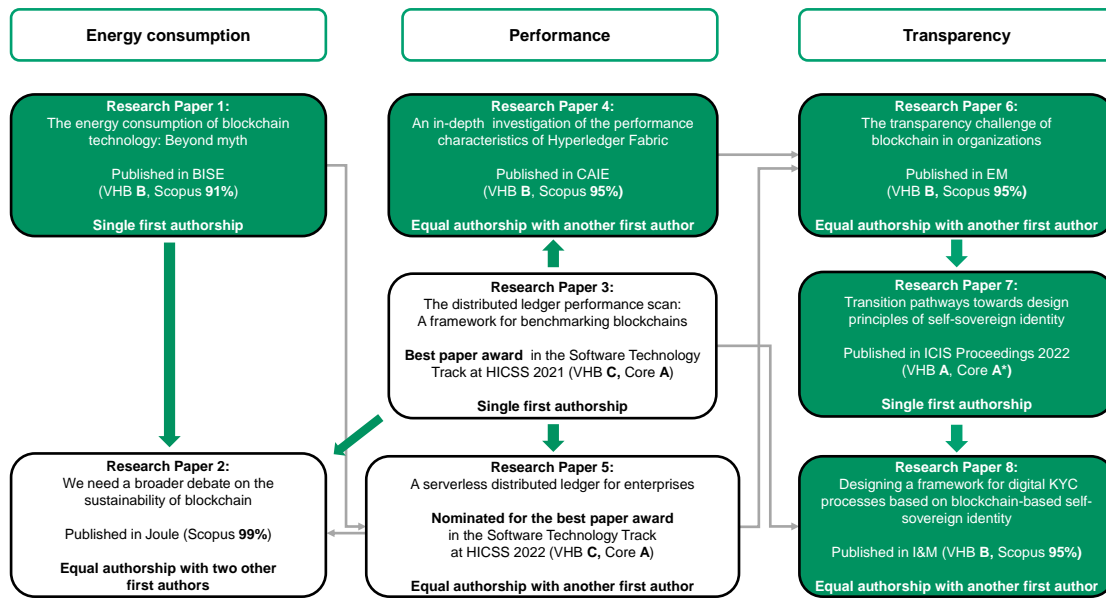 Energy consumption
Performance
Transparency
Research Paper 1:
The energy consumption of blockchain
technology: Beyond myth
Published in BISE
(VHB B, Scopus 91%)
Single first authorship
Research Paper 2:
We need a broader debate on the
sustainability of blockchain
Published in Joule (Scopus 99%)
Equal authorship with two other
first authors
Research Paper 4:
An in-depth investigation of the performance
characteristics of Hyperledger Fabric
Published in CAIE
(VHB B, Scopus 95%)
Equal authorship with another first author
Research Paper 3:
The distributed ledger performance scan:
A framework for benchmarking blockchains
Best paper award in the Software Technology
Track at HICSS 2021 (VHB C, Core A)
Single first authorship
Research Paper 5:
A serverless distributed ledger for enterprises
Nominated for the best paper award
in the Software Technology Track
at HICSS 2022 (VHB C, Core A)
Equal authorship with another first author
Research Paper 6:
The transparency challenge of
blockchain in organizations
Published in EM
(VHB B, Scopus 95%)
Equal authorship with another first author
Research Paper 7:
Transition pathways towards design
principles of self-sovereign identity
Published in ICIS Proceedings 2022
(VHB A, Core A*)
Single first authorship
Research Paper 8:
Designing a framework for digital KYC
processes based on blockchain-based self-
sovereign identity
Published in I&M (VHB B, Scopus 95%)
Equal authorship with another first author